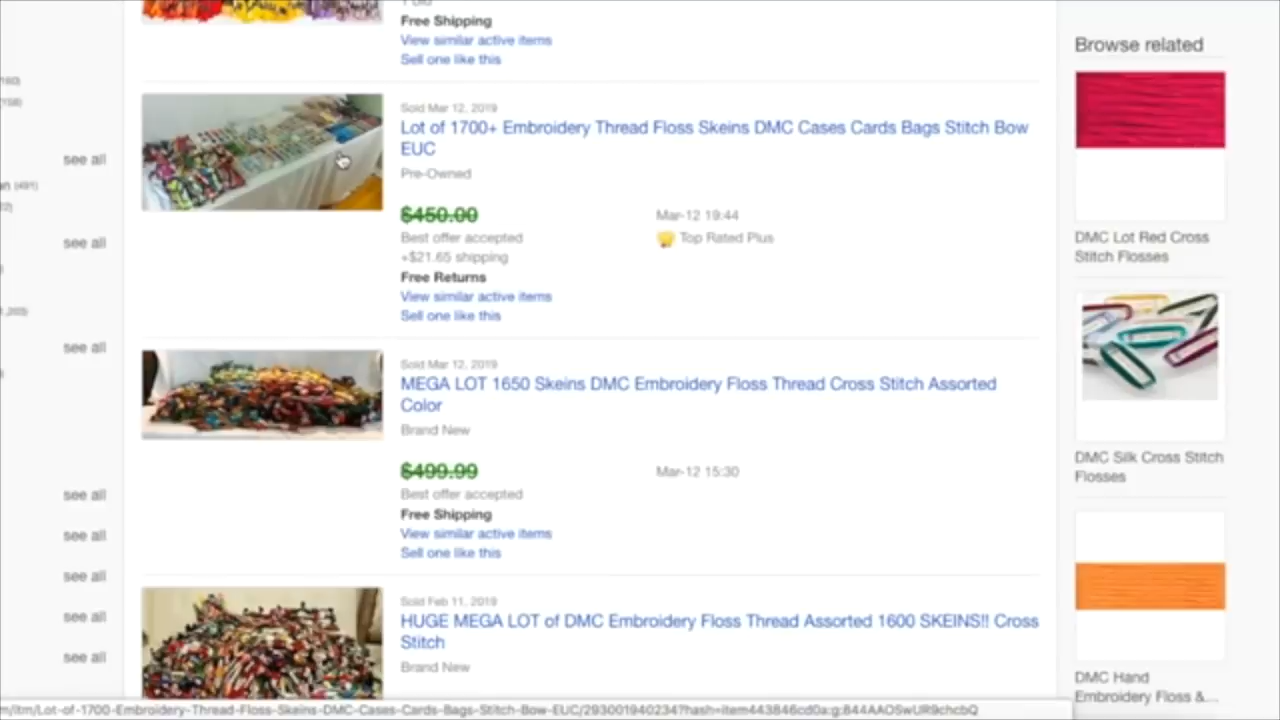 Free Shipping
View similar active items
Sell one like this
Browse related
(160)
(158)
see all
Sold Mar 12, 2019
Lot of 1700+ Embroidery Thread Floss Skeins DMC Cases Cards Bags Stitch Bow
EUC
Pre-Owned
(491)
see all
$450.00
Mar-12 19:44
Best offer accepted
Top Rated Plus
+$21.65 shipping
Free Returns
View similar active items
Sell one like this
DMC Lot Red Cross
Stitch Flosses
see all
Sold Mar 12, 2019
MEGA LOT 1650 Skeins DMC Embroidery Floss Thread Cross Stitch Assorted
Color
Brand New
$499.99
Mar-12 15:30
Best offer accepted
Free Shipping
View similar active items
Sell one like this
DMC Silk Cross Stitch
Flosses
see all
see all
see all
see all
see all
Sold Feb 11, 2019
HUGE MEGA LOT of DMC Embroidery Floss Thread Assorted 1600 SKEINS!! Cross
Stitch
Brand New
DMC Hand
Embroidery Floss &...